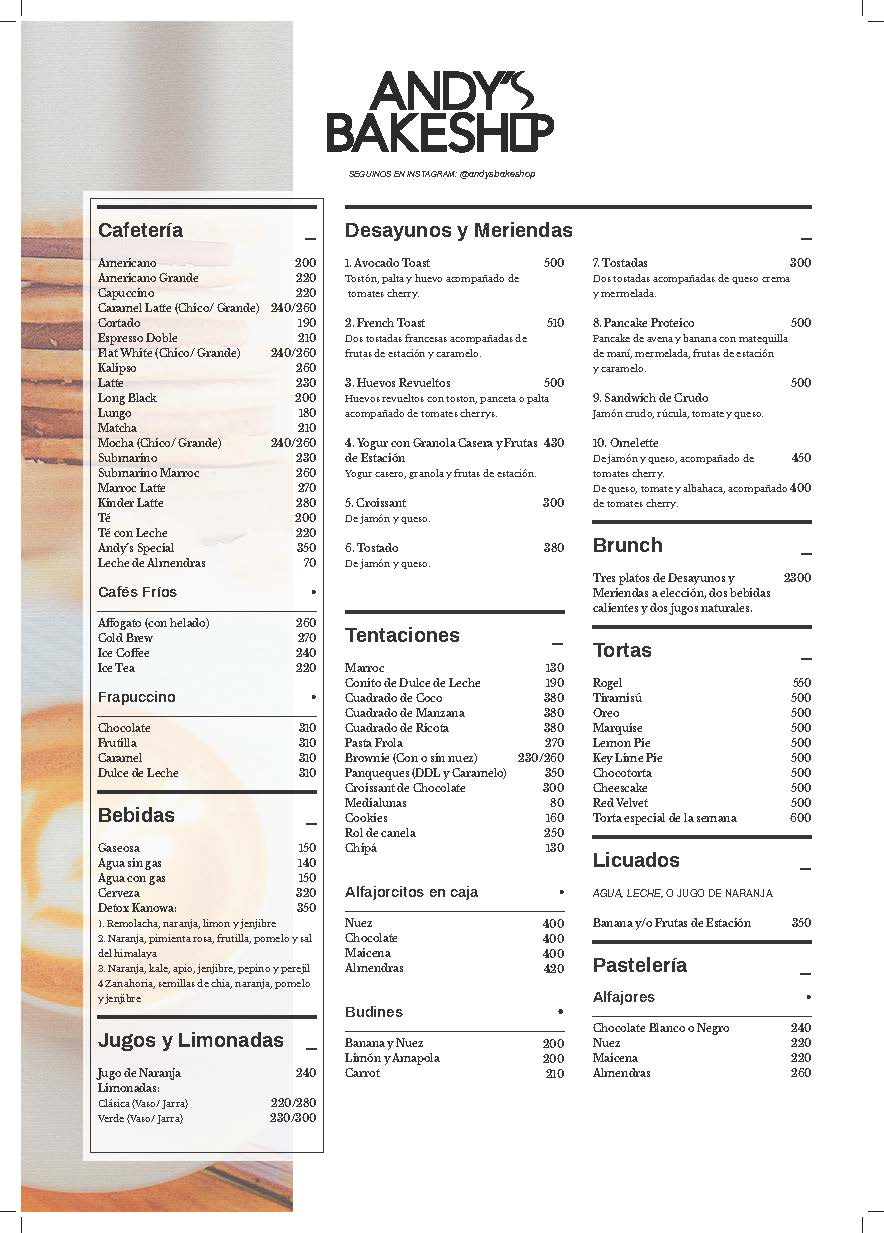 ANDY'S
BAKESHOP
SEGUINOS EN INSTAGRAM: @andysbakeshop
Cafetería _
Americano 200
Americano Grande 220
Capuccino 220
Caramel Latte (Chico/ Grande) 240/260
Cortado 190
Espresso Doble 210
Flat White (Chico/ Grande) 240/260
Kalipso 260
Latte 230
Long Black 200
Lungo 180
Matcha 210
Mocha (Chico/ Grande) 240/260
Submarino 230
Submarino Marroc 260
Marroc Latte 270
Kinder Latte 280
Té 200
Té con Leche 220
Andy´s Special 350
Leche de Almendras 70
Cafés Fríos •
Affogato (con helado) 260
Cold Brew 270
Ice Coffee 240
Ice Tea 220
Frapuccino •
Chocolate 310
Frutilla 310
Caramel 310
Dulce de Leche 310
Bebidas _
Gaseosa 150
Agua sin gas 140
Agua con gas 150
Cerveza 320
Detox Kanowa: 350
1. Remolacha, naranja, limon y jenjibre
2. Naranja, pimienta rosa, frutilla, pomelo y sal
del himalaya
3. Naranja, kale, apio, jenjibre, pepino y perejil
4 Zanahoria, semillas de chia, naranja, pomelo
y jenjibre
Jugos y Limonadas _
Jugo de Naranja 240
Limonadas:
Clásica (Vaso/ Jarra) 220/280
Verde (Vaso/ Jarra) 230/300
Desayunos y Meriendas _
1. Avocado Toast 500
Tostón, palta y huevo acompañado de
tomates cherry.
2. French Toast 510
Dos tostadas francesas acompañadas de
frutas de estación y caramelo.
3. Huevos Revueltos 500
Huevos revueltos con toston, panceta o palta
acompañado de tomates cherrys.
4. Yogur con Granola Casera y Frutas 430
de Estación
Yogur casero, granola y frutas de estación.
5. Croissant 300
De jamón y queso.
6. Tostado 380
De jamón y queso.
7. Tostadas 300
Dos tostadas acompañadas de queso crema
y mermelada.
8. Pancake Proteico 500
Pancake de avena y banana con matequilla
de maní, mermelada, frutas de estación
y caramelo.
500
9. Sandwich de Crudo
Jamón crudo, rúcula, tomate y queso.
10. Omelette
De jamón y queso, acompañado de 450
tomates cherry.
De queso, tomate y albahaca, acompañado 400
de tomates cherry.
Tentaciones _
Marroc 130
Conito de Dulce de Leche 190
Cuadrado de Coco 380
Cuadrado de Manzana 380
Cuadrado de Ricota 380
Pasta Frola 270
Brownie (Con o sin nuez) 230/260
Panqueques (DDL y Caramelo) 350
Croissant de Chocolate 300
Medialunas 80
Cookies 160
Rol de canela 250
Chipá 130
Alfajorcitos en caja •
Nuez 400
Chocolate 400
Maicena 400
Almendras 420
Budines •
Banana y Nuez 200
Limón y Amapola 200
Carrot 210
Brunch _
Tres platos de Desayunos y 2300
Meriendas a elección, dos bebidas
calientes y dos jugos naturales.
Tortas _
Rogel 550
Tiramisú 500
Oreo 500
Marquise 500
Lemon Pie 500
Key Lime Pie 500
Chocotorta 500
Cheescake 500
Red Velvet 500
Torta especial de la semana 600
Licuados _
AGUA, LECHE, O JUGO DE NARANJA
Banana y/o Frutas de Estación 350
Pastelería _
Alfajores •
Chocolate Blanco o Negro 240
Nuez 220
Maicena 220
Almendras 260